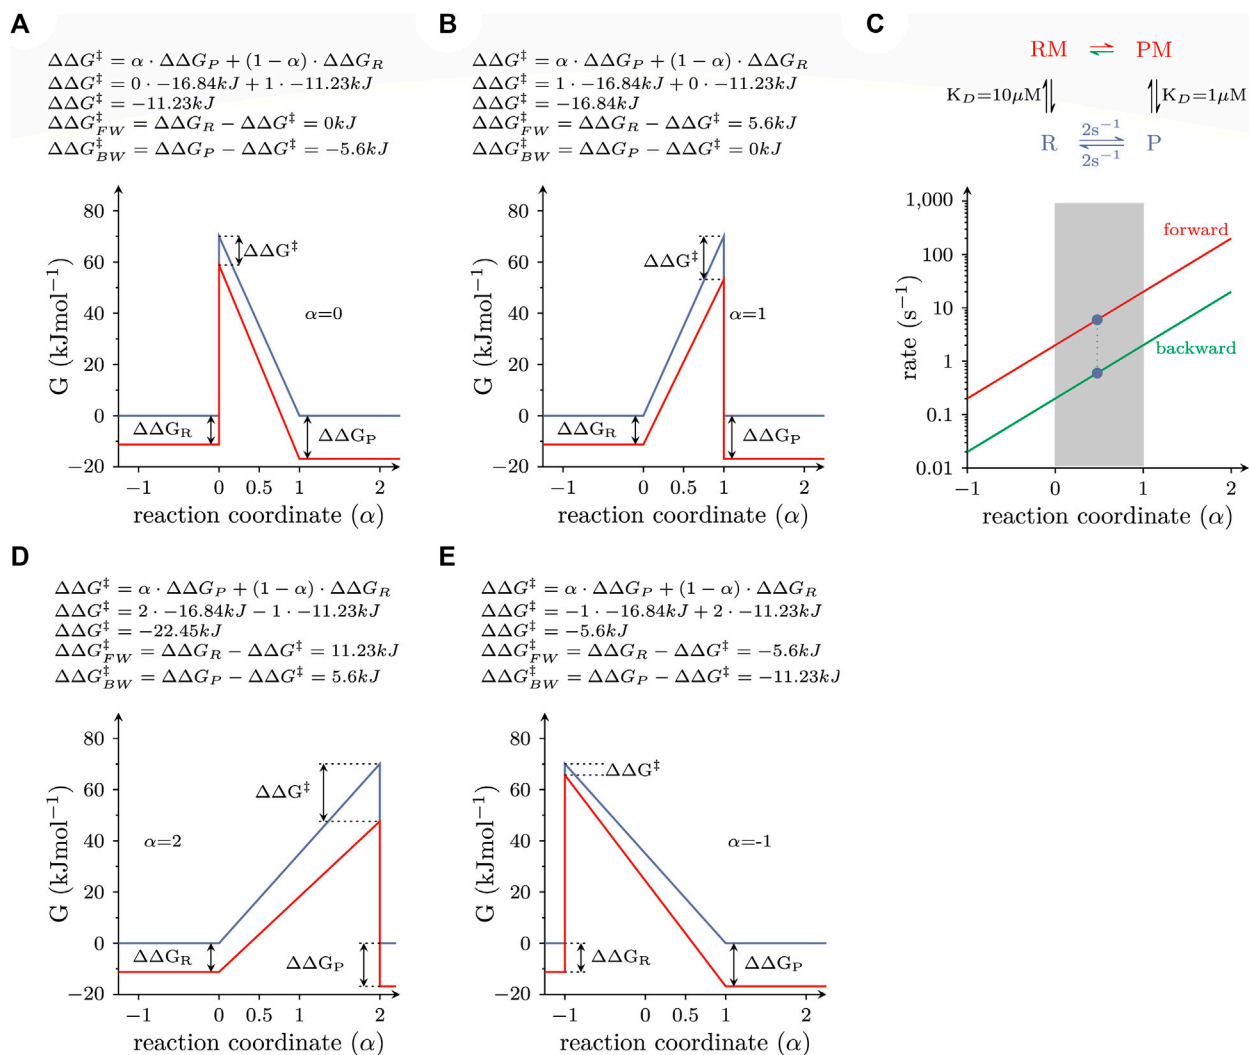 A
ΔΔG‡ = α · ΔΔG_P + (1 − α) · ΔΔG_R
ΔΔG‡ = 0 · −16.84kJ + 1 · −11.23kJ
ΔΔG‡ = −11.23kJ
ΔΔG‡_FW = ΔΔG_R − ΔΔG‡ = 0kJ
ΔΔG‡_BW = ΔΔG_P − ΔΔG‡ = −5.6kJ
G (kJmol⁻¹)
80
60
40
20
0
−20
ΔΔG‡
α=0
ΔΔG_R
ΔΔG_P
−1 0 0.5 1 2
reaction coordinate (α)
B
ΔΔG‡ = α · ΔΔG_P + (1 − α) · ΔΔG_R
ΔΔG‡ = 1 · −16.84kJ + 0 · −11.23kJ
ΔΔG‡ = −16.84kJ
ΔΔG‡_FW = ΔΔG_R − ΔΔG‡ = 5.6kJ
ΔΔG‡_BW = ΔΔG_P − ΔΔG‡ = 0kJ
G (kJmol⁻¹)
80
60
40
20
0
−20
ΔΔG‡
α=1
ΔΔG_R
ΔΔG_P
−1 0 0.5 1 2
reaction coordinate (α)
C
RM PM
K_D=10μM K_D=1μM
2s⁻¹
R P
2s⁻¹
rate (s⁻¹)
1,000
100
10
1
0.1
0.01
forward
backward
−1 0 1 2
reaction coordinate (α)
D
ΔΔG‡ = α · ΔΔG_P + (1 − α) · ΔΔG_R
ΔΔG‡ = 2 · −16.84kJ − 1 · −11.23kJ
ΔΔG‡ = −22.45kJ
ΔΔG‡_FW = ΔΔG_R − ΔΔG‡ = 11.23kJ
ΔΔG‡_BW = ΔΔG_P − ΔΔG‡ = 5.6kJ
G (kJmol⁻¹)
80
60
40
20
0
−20
ΔΔG‡
α=2
ΔΔG_R
ΔΔG_P
−1 0 0.5 1 2
reaction coordinate (α)
E
ΔΔG‡ = α · ΔΔG_P + (1 − α) · ΔΔG_R
ΔΔG‡ = −1 · −16.84kJ + 2 · −11.23kJ
ΔΔG‡ = −5.6kJ
ΔΔG‡_FW = ΔΔG_R − ΔΔG‡ = −5.6kJ
ΔΔG‡_BW = ΔΔG_P − ΔΔG‡ = −11.23kJ
G (kJmol⁻¹)
80
60
40
20
0
−20
ΔΔG‡
α=-1
ΔΔG_R
ΔΔG_P
−1 0 0.5 1 2
reaction coordinate (α)